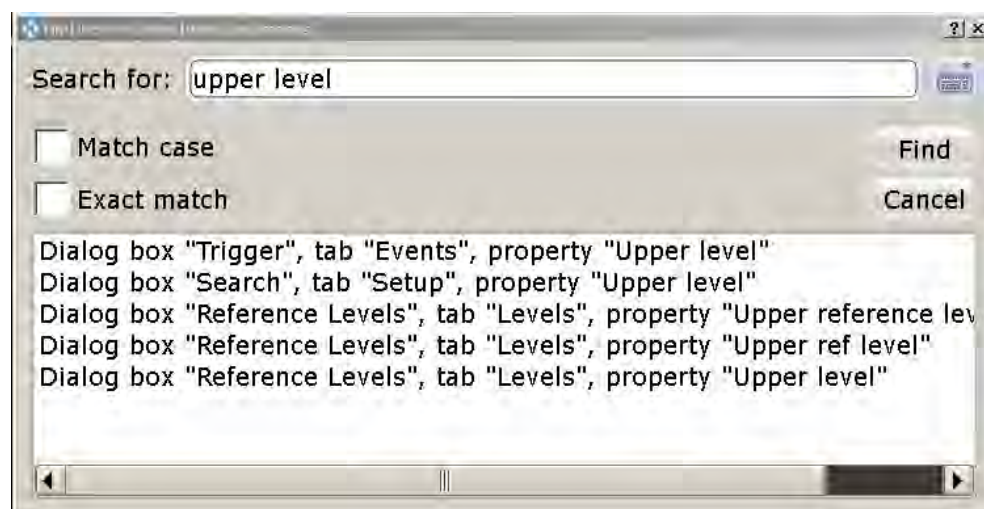 Search for: upper level
Match case
Find
Exact match
Cancel
Dialog box "Trigger", tab "Events", property "Upper level"
Dialog box "Search", tab "Setup", property "Upper level"
Dialog box "Reference Levels", tab "Levels", property "Upper reference lev
Dialog box "Reference Levels", tab "Levels", property "Upper ref level"
Dialog box "Reference Levels", tab "Levels", property "Upper level"